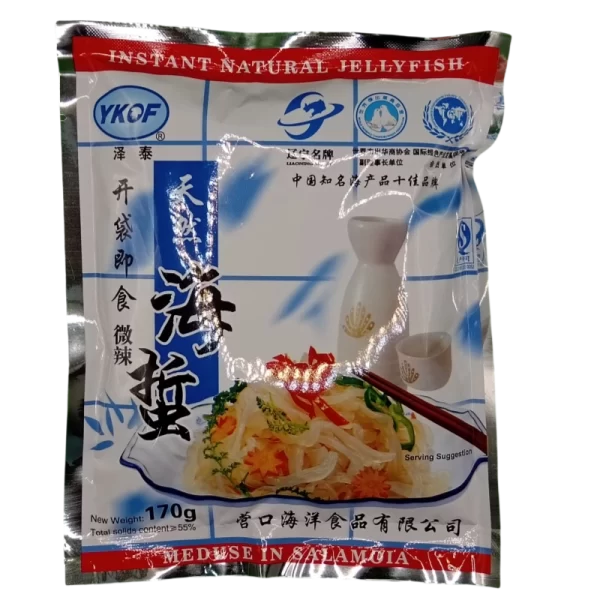 INSTANT NATURAL JELLYFISH
YKOF
®
泽泰
辽宁名牌
中国知名海产品十佳品牌
开袋即食 微辣
天然
海蜇
Serving Suggestion
New Weight: 170g
Total solids content≥55%
营口海洋食品有限公司
MEDUSE IN SALAMOIA